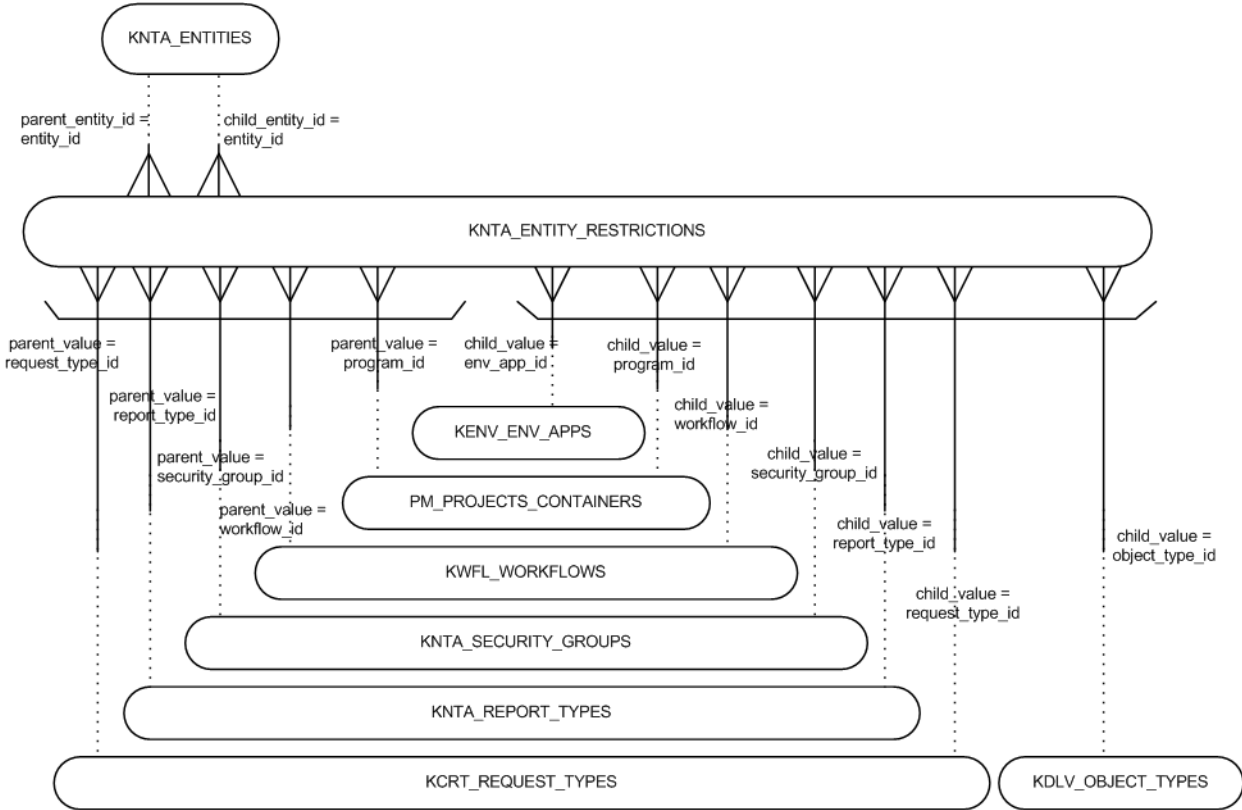 KNTA_ENTITIES
parent_entity_id =
entity_id
child_entity_id =
entity_id
KNTA_ENTITY_RESTRICTIONS
parent_value =
request_type_id
parent_value =
program_id
child_value =
env_app_id
child_value =
program_id
parent_value =
report_type_id
child_value =
workflow_id
KENV_ENV_APPS
parent_value =
security_group_id
child_value =
security_group_id
PM_PROJECTS_CONTAINERS
parent_value =
workflow_id
child_value =
report_type_id
child_value =
object_type_id
KWFL_WORKFLOWS
child_value =
request_type_id
KNTA_SECURITY_GROUPS
KNTA_REPORT_TYPES
KCRT_REQUEST_TYPES
KDLV_OBJECT_TYPES